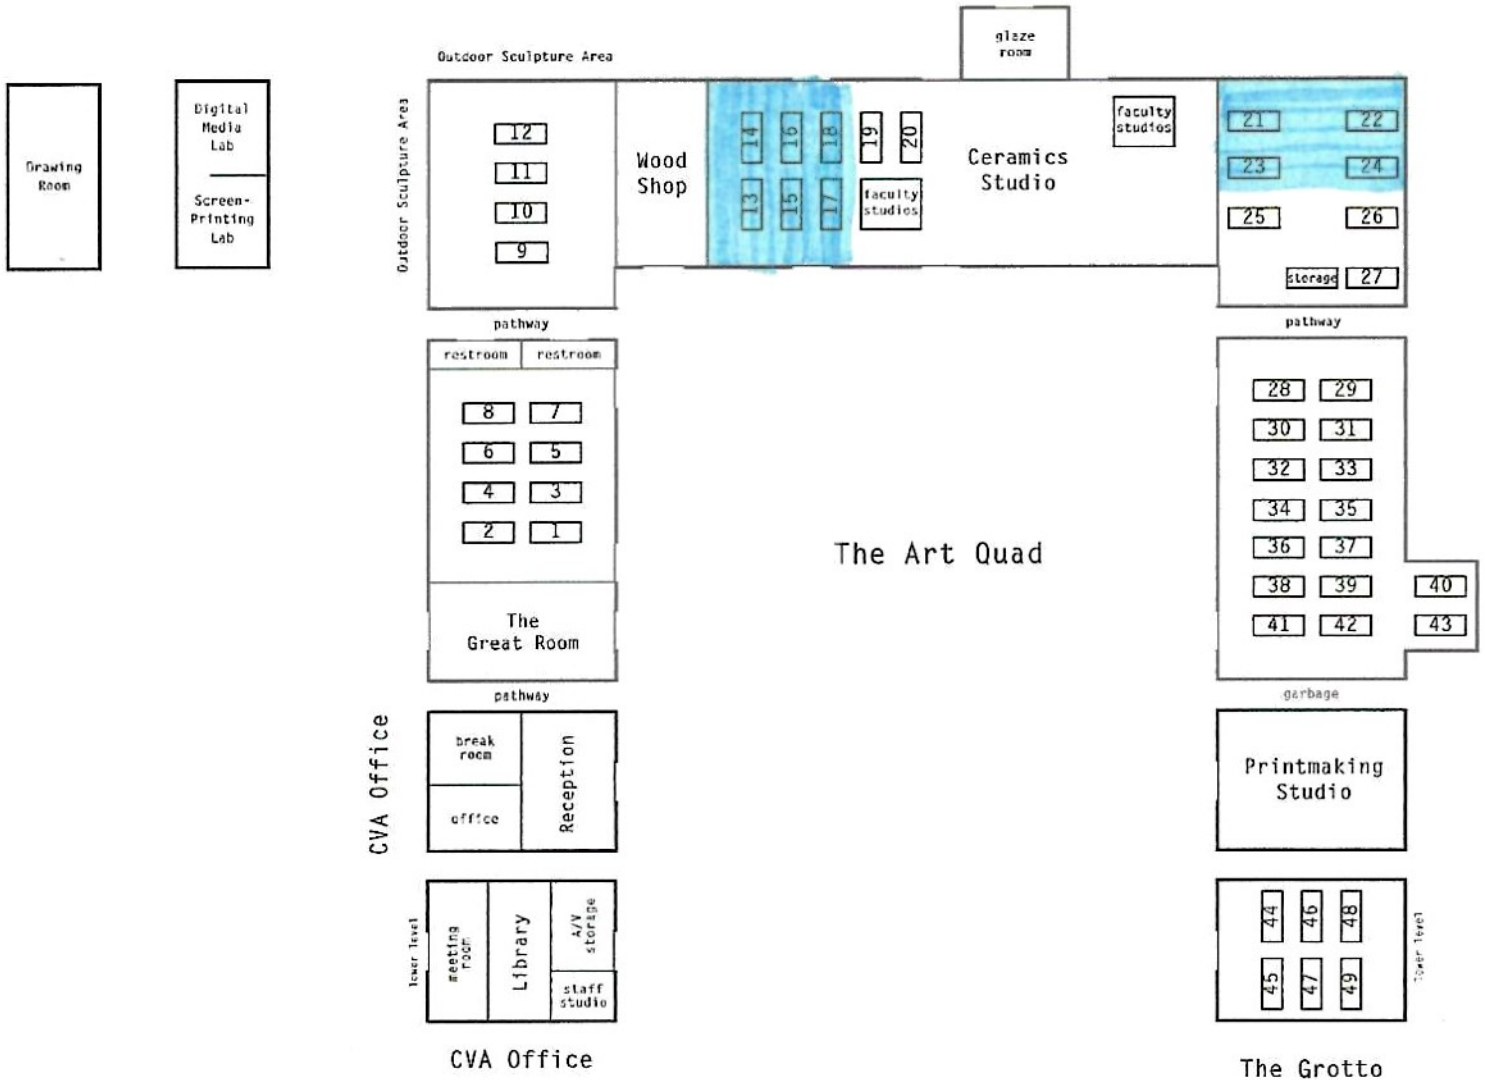 glaze
room
Outdoor Sculpture Area
Outdoor Sculpture Area
Drawing
Room
Digital
Media
Lab
Screen-
Printing
Lab
12
11
10
9
Wood
Shop
14
16
18
13
15
17
19
20
faculty
studios
Ceramics
Studio
faculty
studios
21
22
23
24
25
26
storage
27
pathway
pathway
restroom
restroom
8
7
6
5
4
3
2
1
The
Great Room
The Art Quad
28
29
30
31
32
33
34
35
36
37
38
39
40
41
42
43
pathway
garbage
CVA Office
break
room
office
Reception
Printmaking
Studio
lower level
meeting
room
Library
A/V
storage
staff
studio
44
46
48
45
47
49
lower level
CVA Office
The Grotto